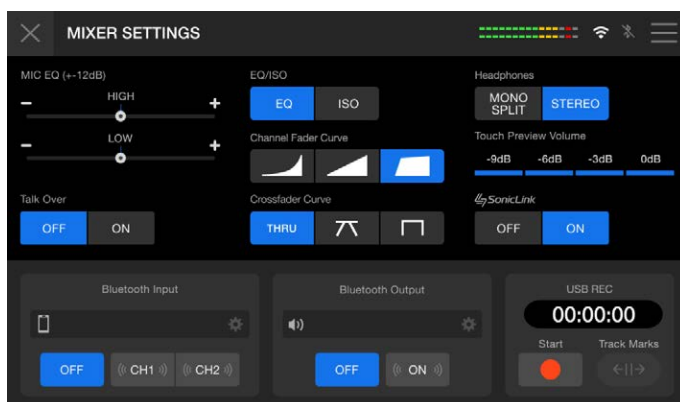 MIXER SETTINGS
MIC EQ (+-12dB)
HIGH
LOW
Talk Over
OFF ON
EQ/ISO
EQ ISO
Channel Fader Curve
Crossfader Curve
THRU
Headphones
MONO SPLIT STEREO
Touch Preview Volume
-9dB -6dB -3dB 0dB
SonicLink
OFF ON
Bluetooth Input
OFF CH1 CH2
Bluetooth Output
OFF ON
USB REC
00:00:00
Start Track Marks